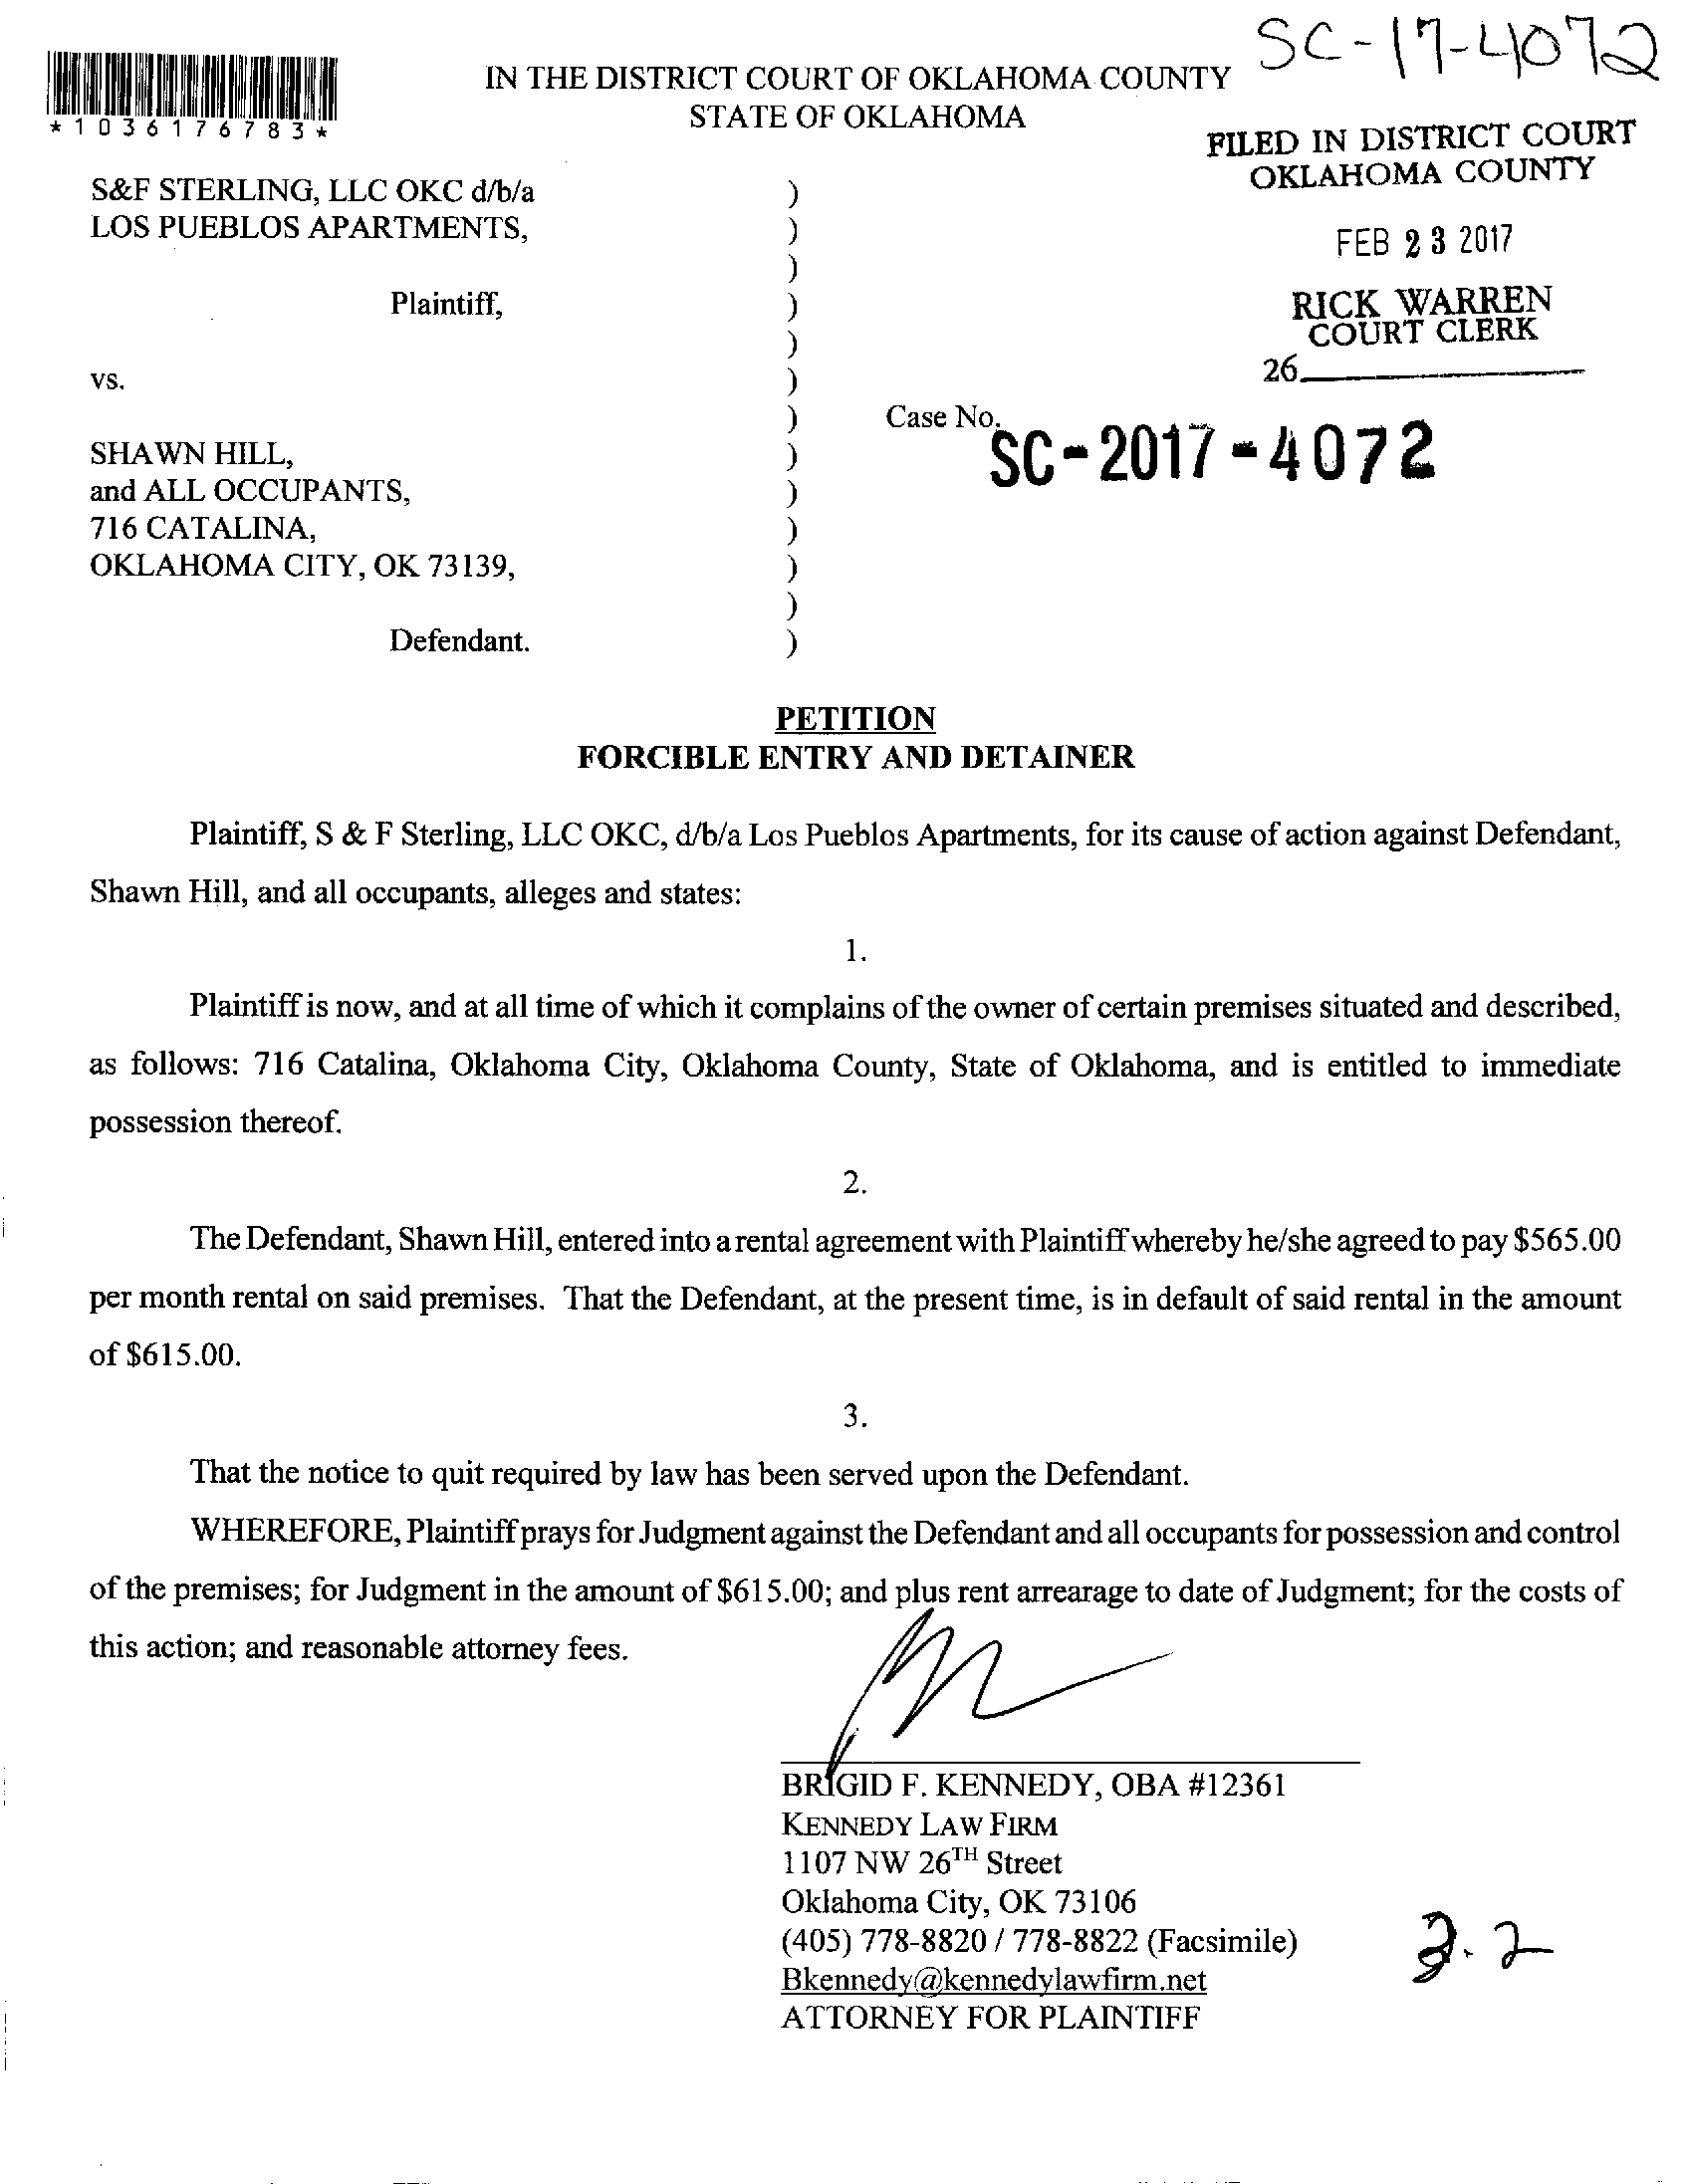 SC-17-4072
*1036176783*
IN THE DISTRICT COURT OF OKLAHOMA COUNTY
STATE OF OKLAHOMA
FILED IN DISTRICT COURT
OKLAHOMA COUNTY
FEB 23 2017
RICK WARREN
COURT CLERK
26
S&F STERLING, LLC OKC d/b/a )
LOS PUEBLOS APARTMENTS, )
)
Plaintiff, )
)
vs. )
) Case No. SC-2017-4072
SHAWN HILL, )
and ALL OCCUPANTS, )
716 CATALINA, )
OKLAHOMA CITY, OK 73139, )
)
Defendant. )
PETITION
FORCIBLE ENTRY AND DETAINER
Plaintiff, S & F Sterling, LLC OKC, d/b/a Los Pueblos Apartments, for its cause of action against Defendant,
Shawn Hill, and all occupants, alleges and states:
1.
Plaintiff is now, and at all time of which it complains of the owner of certain premises situated and described,
as follows: 716 Catalina, Oklahoma City, Oklahoma County, State of Oklahoma, and is entitled to immediate
possession thereof.
2.
The Defendant, Shawn Hill, entered into a rental agreement with Plaintiff whereby he/she agreed to pay $565.00
per month rental on said premises. That the Defendant, at the present time, is in default of said rental in the amount
of $615.00.
3.
That the notice to quit required by law has been served upon the Defendant.
WHEREFORE, Plaintiff prays for Judgment against the Defendant and all occupants for possession and control
of the premises; for Judgment in the amount of $615.00; and plus rent arrearage to date of Judgment; for the costs of
this action; and reasonable attorney fees.
BRIGID F. KENNEDY, OBA #12361
KENNEDY LAW FIRM
1107 NW 26TH Street
Oklahoma City, OK 73106
(405) 778-8820 / 778-8822 (Facsimile)
Bkennedy@kennedylawfirm.net
ATTORNEY FOR PLAINTIFF